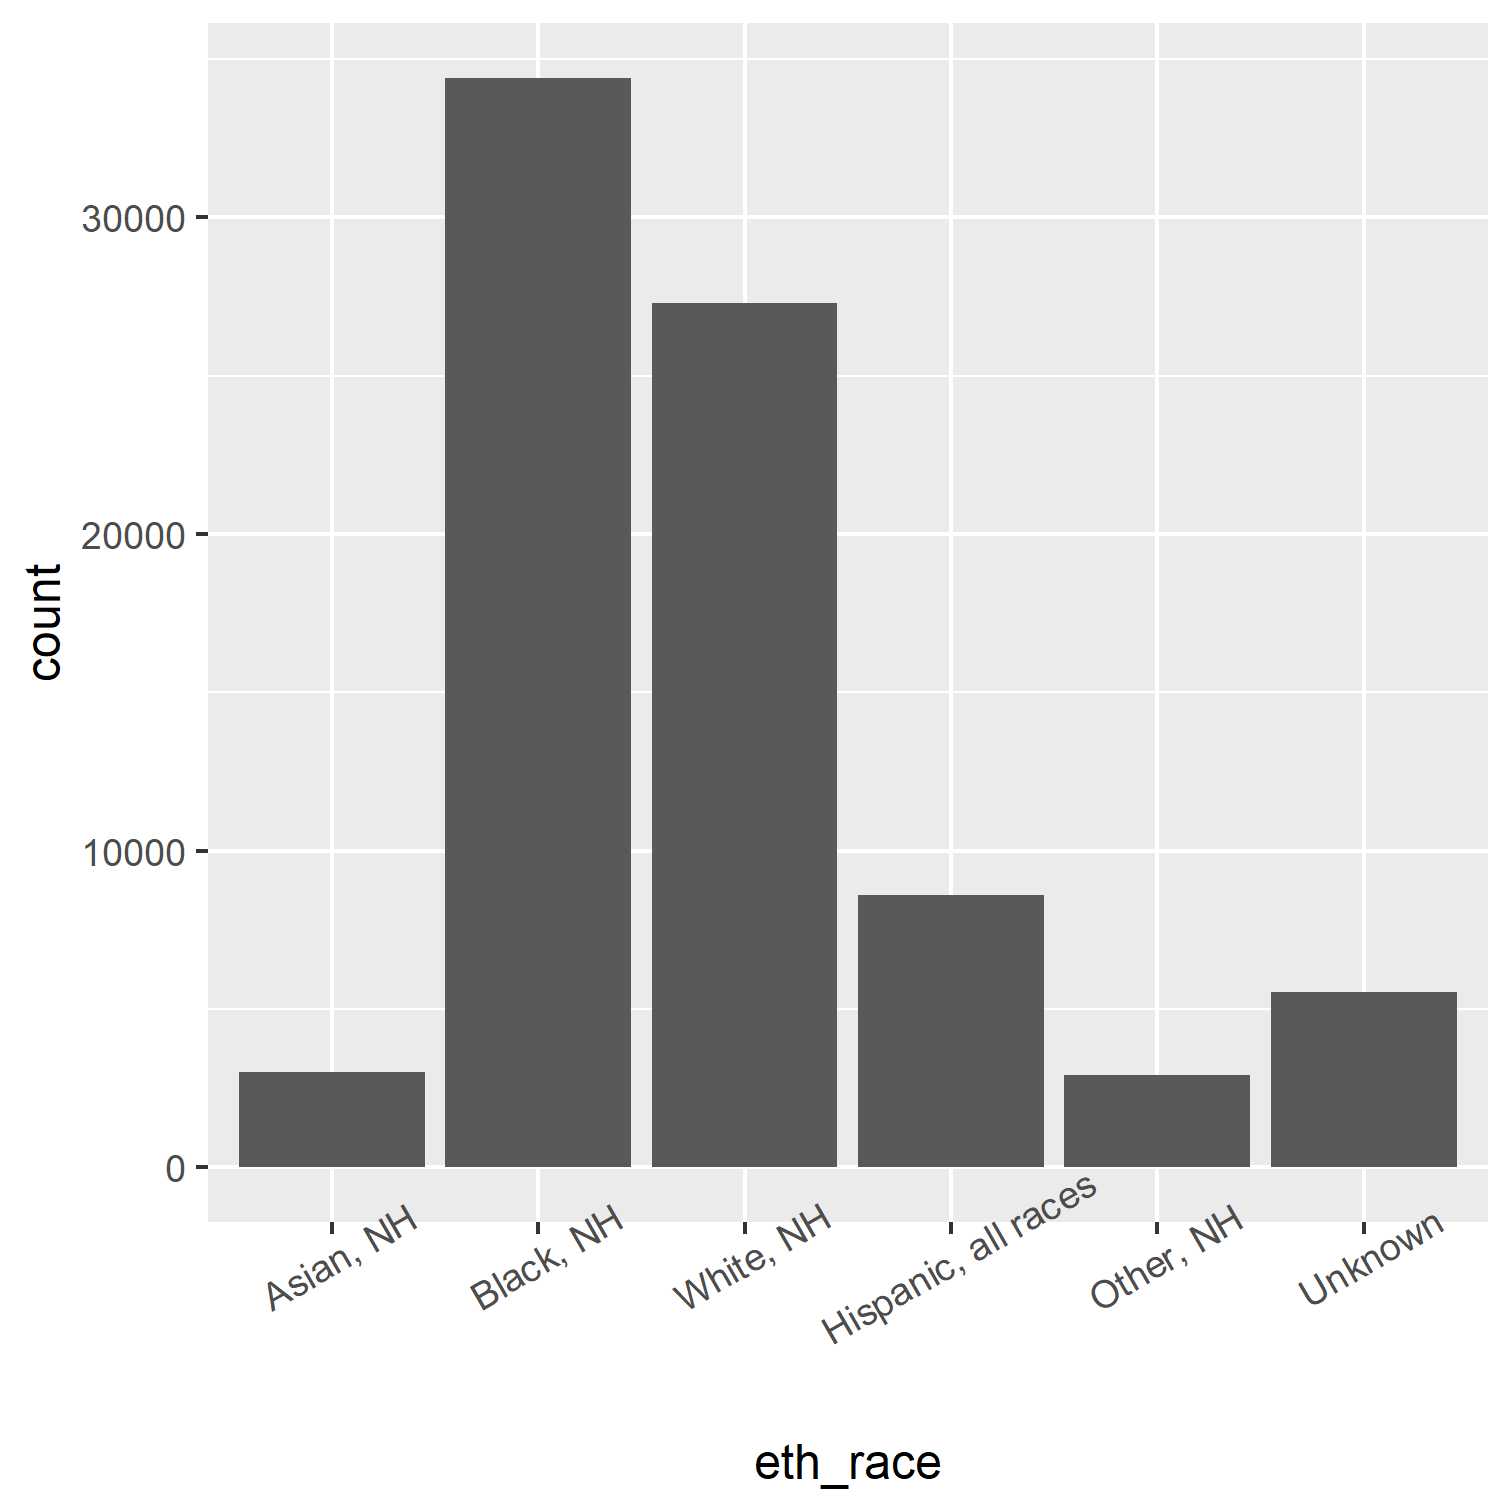 30000
20000
10000
0
count
Asian, NH
Black, NH
White, NH
Hispanic, all races
Other, NH
Unknown
eth_race